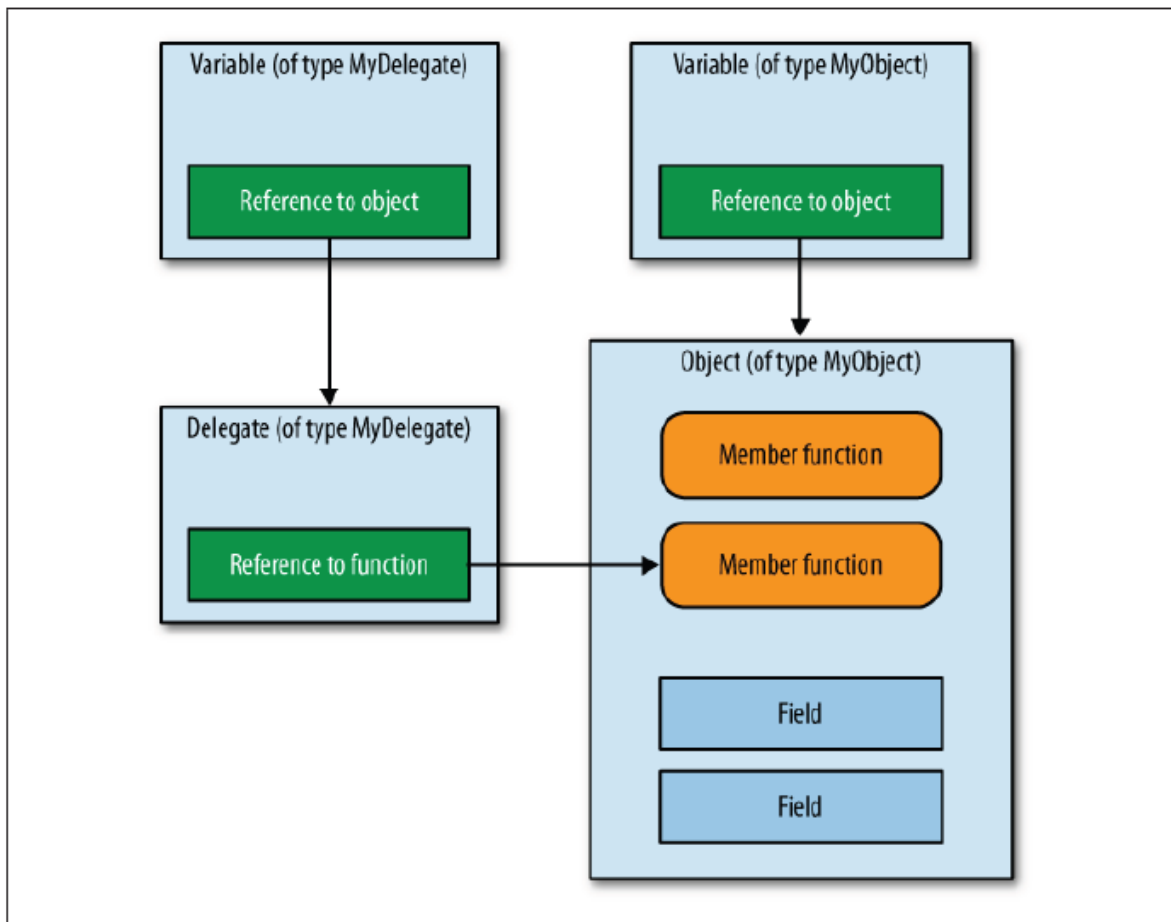 Variable (of type MyDelegate)
Reference to object
Variable (of type MyObject)
Reference to object
Delegate (of type MyDelegate)
Reference to function
Object (of type MyObject)
Member function
Member function
Field
Field